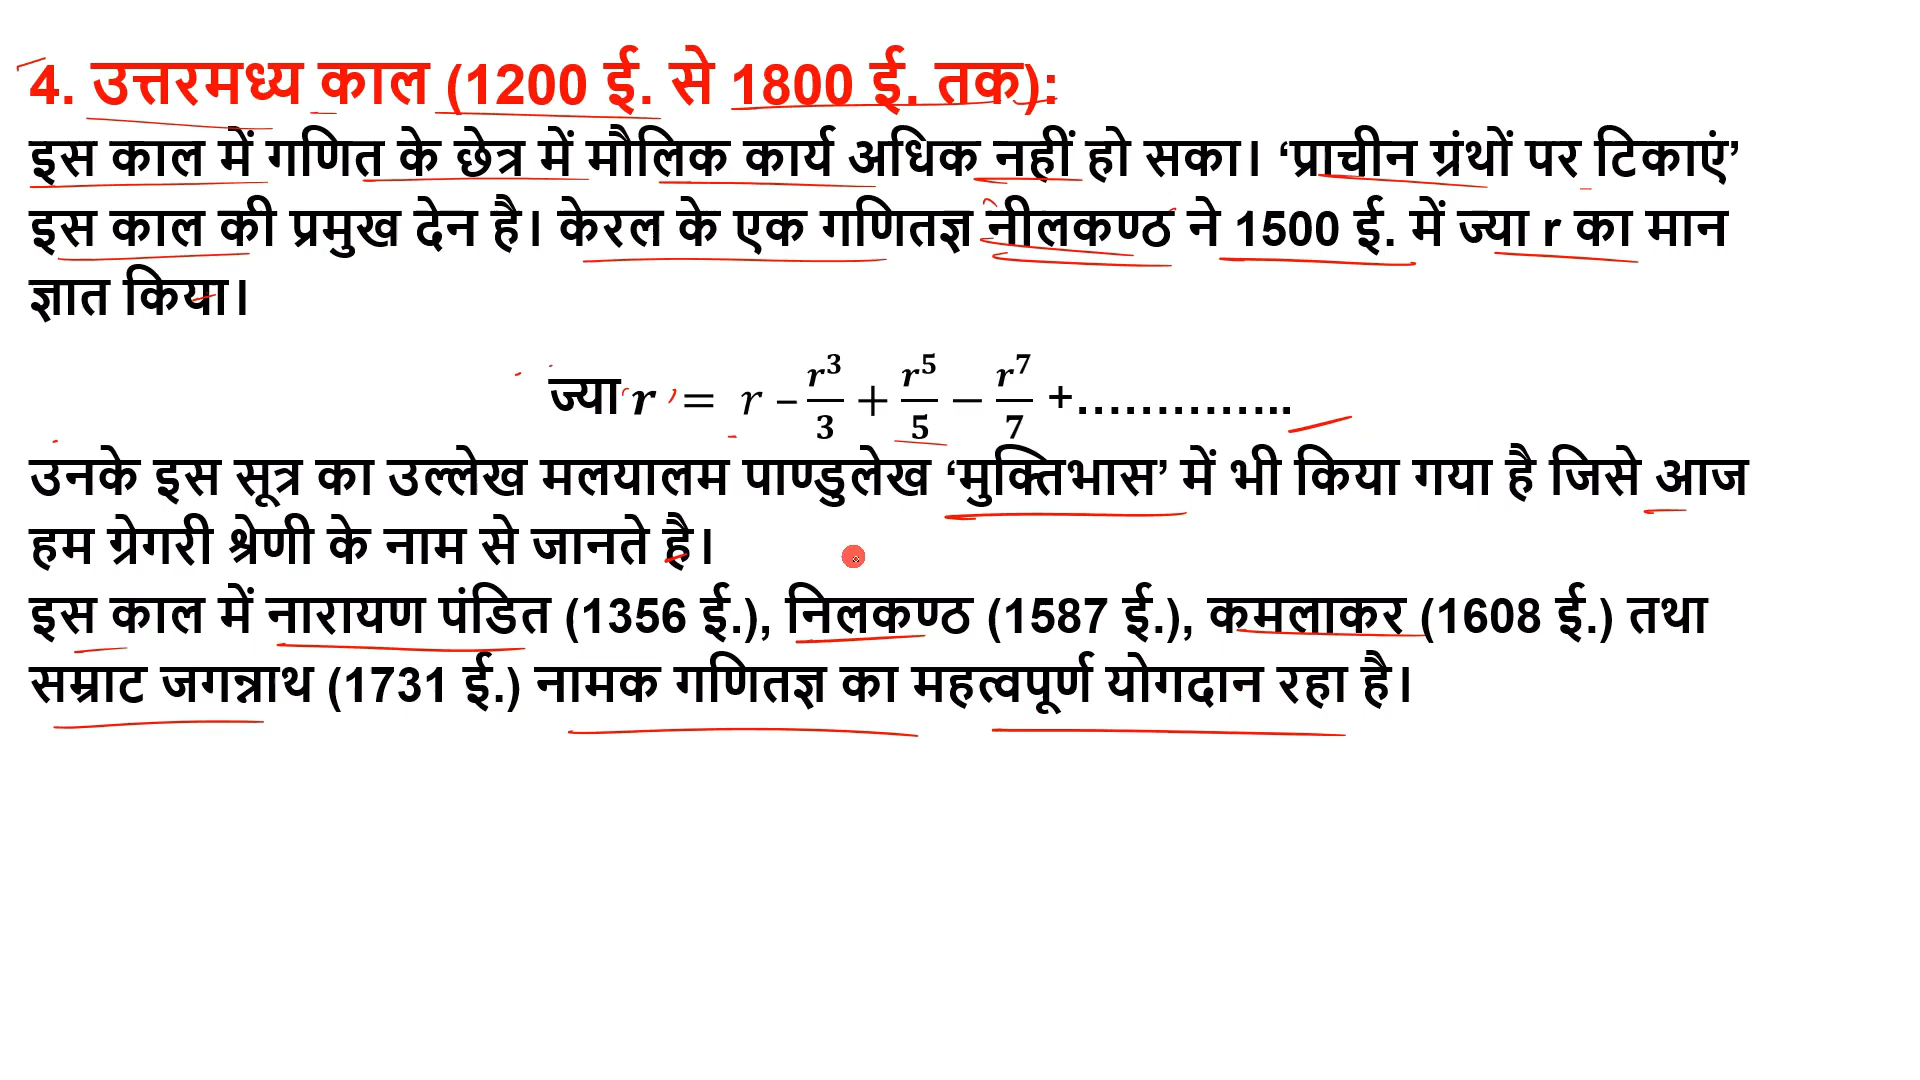 4. उत्तरमध्य काल (1200 ई. से 1800 ई. तक):
इस काल में गणित के छेत्र में मौलिक कार्य अधिक नहीं हो सका। ‘प्राचीन ग्रंथों पर टिकाएं’
इस काल की प्रमुख देन है। केरल के एक गणितज्ञ नीलकण्ठ ने 1500 ई. में ज्या r का मान
ज्ञात किया।
ज्या r = r – r³/3 + r⁵/5 − r⁷/7 +…………..
उनके इस सूत्र का उल्लेख मलयालम पाण्डुलेख ‘मुक्तिभास’ में भी किया गया है जिसे आज
हम ग्रेगरी श्रेणी के नाम से जानते है।
इस काल में नारायण पंडित (1356 ई.), निलकण्ठ (1587 ई.), कमलाकर (1608 ई.) तथा
सम्राट जगन्नाथ (1731 ई.) नामक गणितज्ञ का महत्वपूर्ण योगदान रहा है।